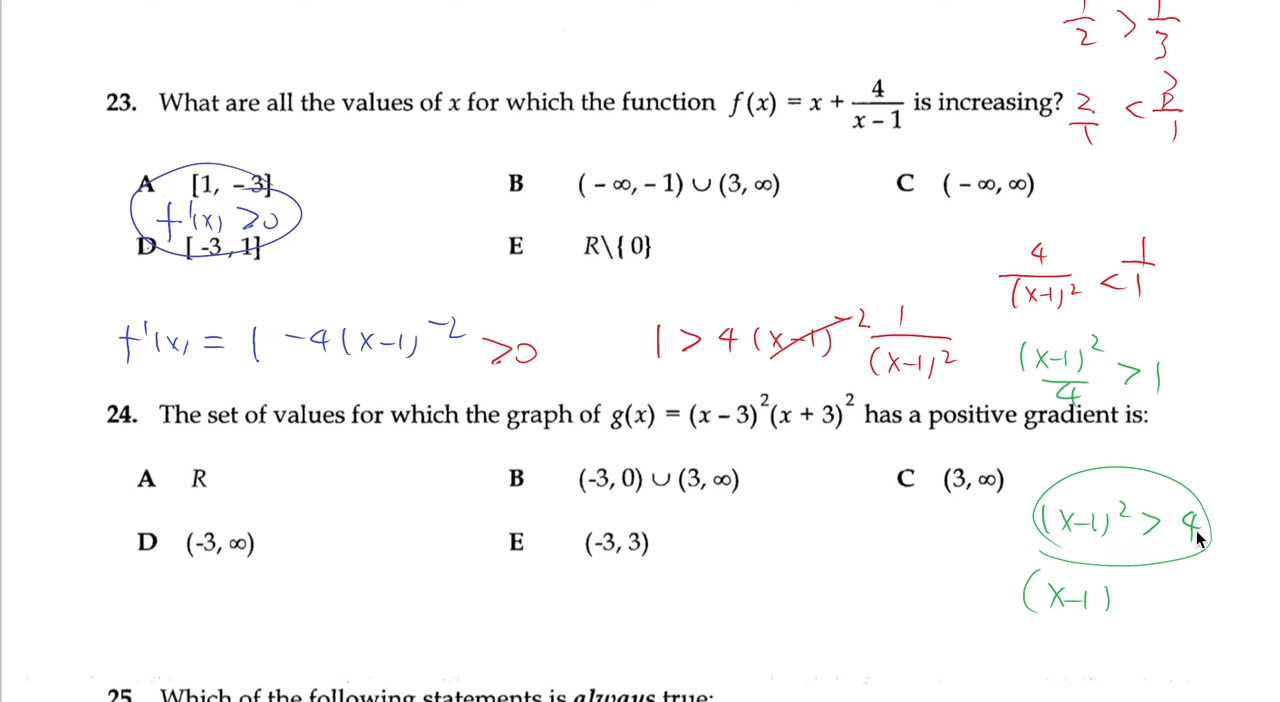 1/2 > 1/3
23. What are all the values of x for which the function f(x) = x + 4/(x − 1) is increasing?
2/1 < 3/1
A [1, −3]
B (−∞, −1) ∪ (3, ∞)
C (−∞, ∞)
f'(x) ≥0
D [-3, 1]
E R\{0}
4/(x−1)² < 1/1
f'(x) = 1 −4(x−1)⁻² ≥0
1 > 4 (x−1)⁻² 1/(x−1)²
(x−1)²/4 > 1
24. The set of values for which the graph of g(x) = (x − 3)²(x + 3)² has a positive gradient is:
A R
B (-3, 0) ∪ (3, ∞)
C (3, ∞)
(x−1)² > 4
D (-3, ∞)
E (-3, 3)
(x−1)
25. Which of the following statements is always true: